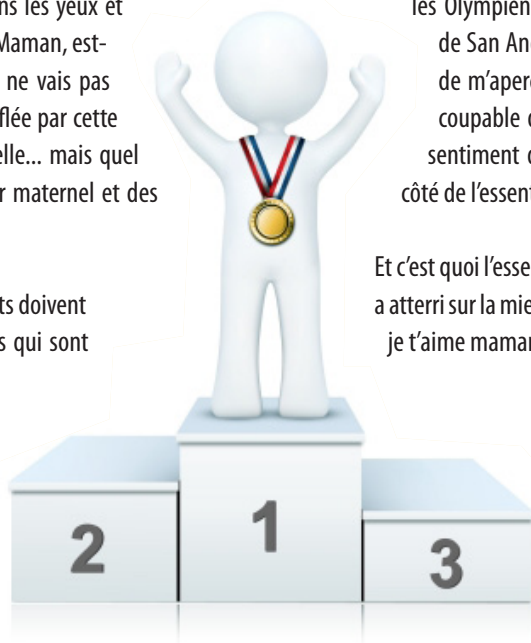 ns les yeux et
Maman, est-
ne vais pas
flée par cette
elle... mais quel
r maternel et des
ts doivent
s qui sont
les Olympien
de San An
de m'aperc
coupable
sentiment
côté de l'essent
Et c'est quoi l'esse
a atterri sur la mie
je t'aime mamar
2
1
3